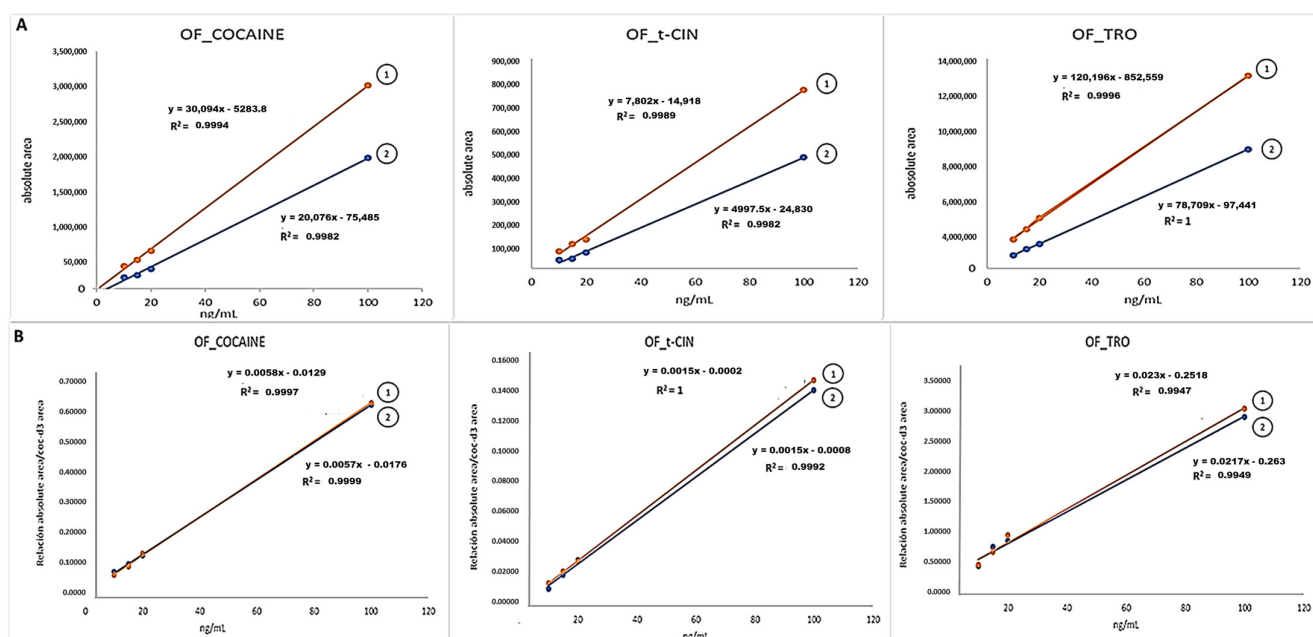 A
OF_COCAINE
3,500,000
3,000,000
2,500,000
2,000,000
1,500,000
1,000,000
50,000
0
absolute area
y = 30,094x - 5283.8
R² = 0.9994
1
2
y = 20,076x - 75,485
R² = 0.9982
0 20 40 60 80 100 120
ng/mL
OF_t-CIN
900,000
800,000
700,000
600,000
500,000
400,000
300,000
200,000
100,000
absolute area
y = 7,802x - 14,918
R² = 0.9989
1
2
y = 4997.5x - 24,830
R² = 0.9982
0 20 40 60 80 100 120
ng/mL
OF_TRO
14,000,000
12,000,000
10,000,000
8,000,000
6,000,000
4,000,000
O
abosolute area
y = 120,196x - 852,559
R² = 0.9996
1
2
y = 78,709x - 97,441
R² = 1
0 20 40 60 80 100 120
ng/mL
B
OF_COCAINE
0.70000
0.60000
0.50000
0.40000
0.30000
0.20000
0.10000
0.0000
Relación absolute area/coc-d3 area
y = 0.0058x - 0.0129
R² = 0.9997
1
2
y = 0.0057x - 0.0176
R² = 0.9999
0 20 40 60 80 100 120
ng/mL
OF_t-CIN
0.16000
0.14000
0.12000
0.10000
0.08000
0.06000
0.04000
0.02000
0.00000
Relación absolute area/coc-d3 area
y = 0.0015x - 0.0002
R² = 1
1
2
y = 0.0015x - 0.0008
R² = 0.9992
0 20 40 60 80 100 120
ng/mL
OF_TRO
3.50000
3.00000
2.50000
2.00000
1.50000
1.00000
0.50000
0.0000
Relación absolute area/coc-d3 area
y = 0.023x - 0.2518
R² = 0.9947
1
2
y = 0.0217x - 0.263
R² = 0.9949
20 40 60 80 100 120
ng/mL